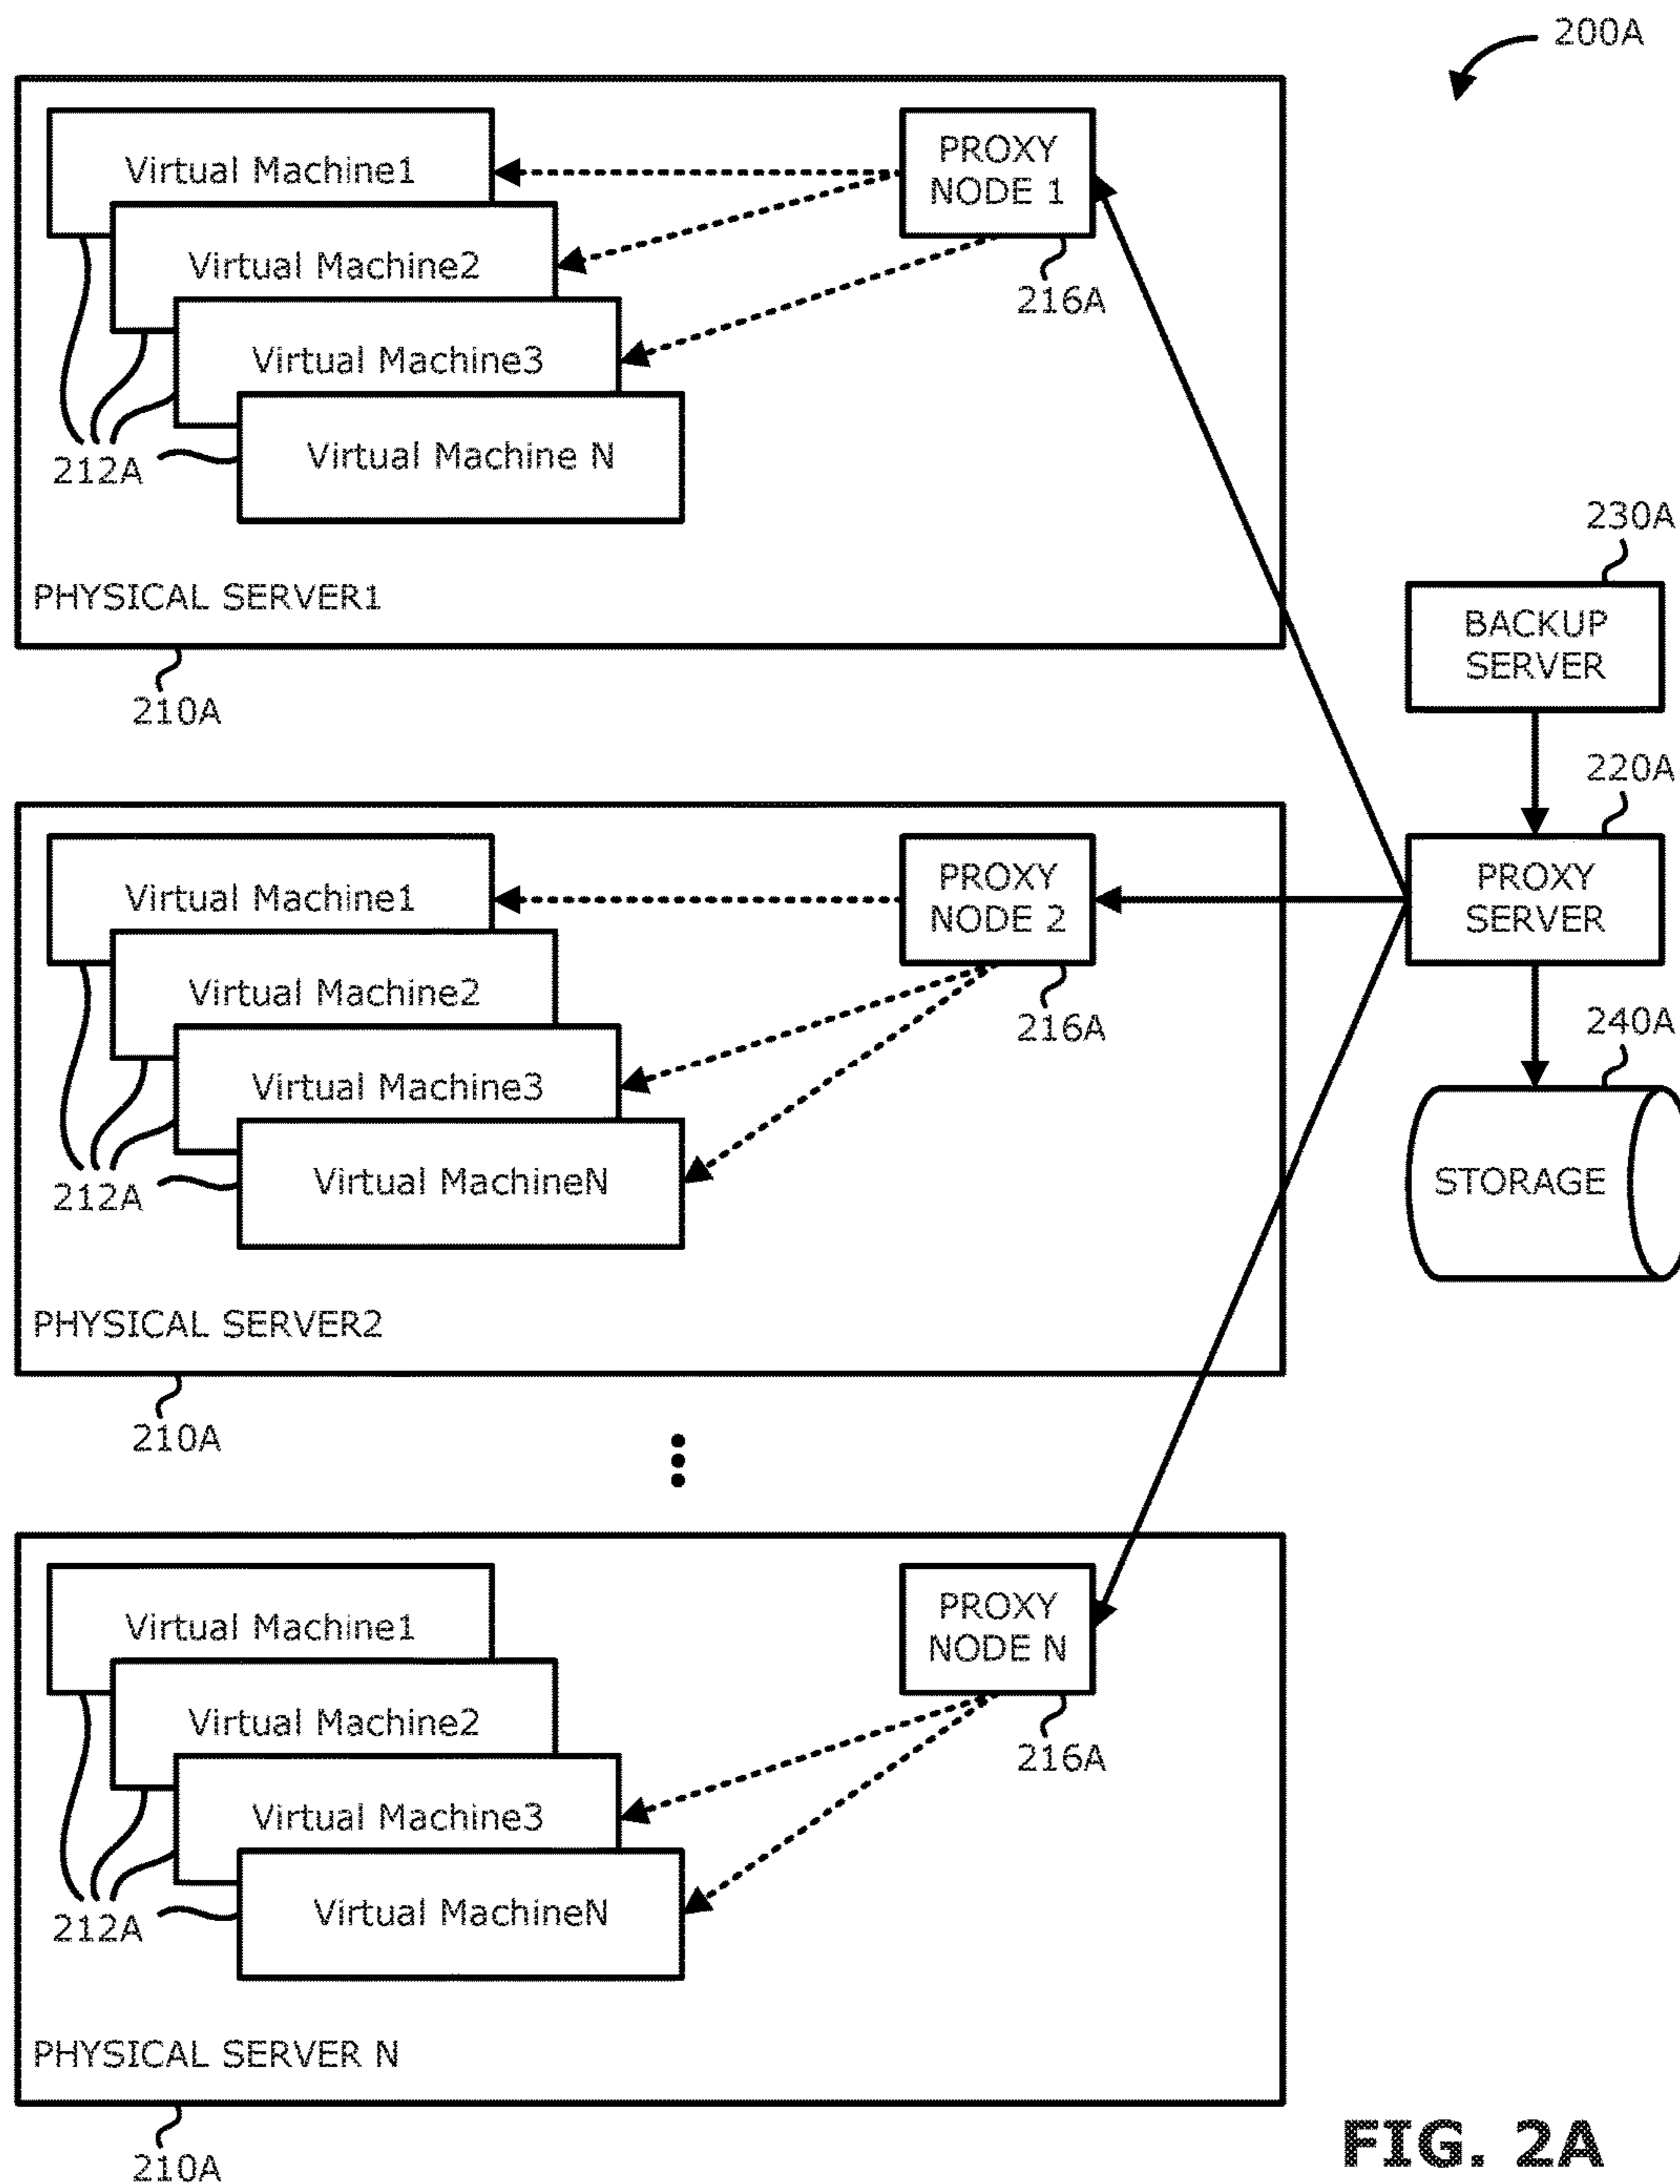 200A
Virtual Machine1
PROXY
NODE 1
Virtual Machine2
216A
Virtual Machine3
Virtual Machine N
212A
PHYSICAL SERVER1
210A
230A
BACKUP
SERVER
220A
PROXY
SERVER
240A
STORAGE
Virtual Machine1
PROXY
NODE 2
Virtual Machine2
216A
Virtual Machine3
Virtual MachineN
212A
PHYSICAL SERVER2
210A
Virtual Machine1
PROXY
NODE N
Virtual Machine2
216A
Virtual Machine3
Virtual MachineN
212A
PHYSICAL SERVER N
210A
FIG. 2A